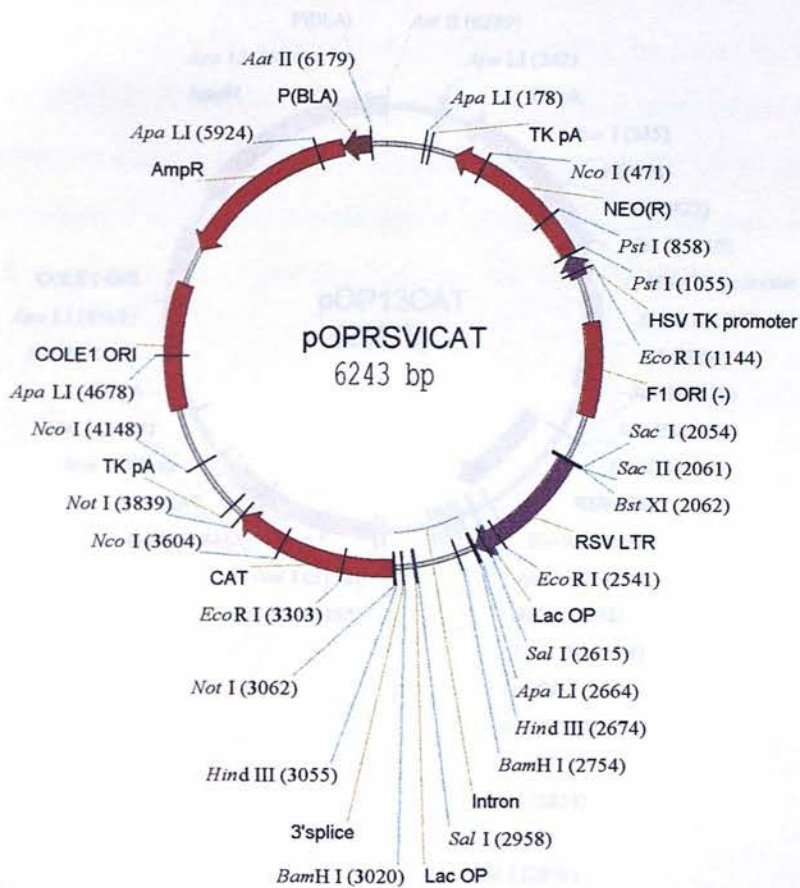 Aat II (6179)
P(BLA)
Apa LI (5924)
AmpR
Apa LI (178)
TK pA
Nco I (471)
NEO(R)
Pst I (858)
Pst I (1055)
HSV TK promoter
EcoR I (1144)
F1 ORI (-)
Sac I (2054)
Sac II (2061)
Bst XI (2062)
RSV LTR
EcoR I (2541)
Lac OP
Sal I (2615)
Apa LI (2664)
Hind III (2674)
BamH I (2754)
Intron
Sal I (2958)
Lac OP
BamH I (3020)
3'splice
Hind III (3055)
Not I (3062)
EcoR I (3303)
CAT
Nco I (3604)
Not I (3839)
TK pA
Nco I (4148)
Apa LI (4678)
COLE1 ORI
pOP13CAT
pOPRSVICAT
6243 bp